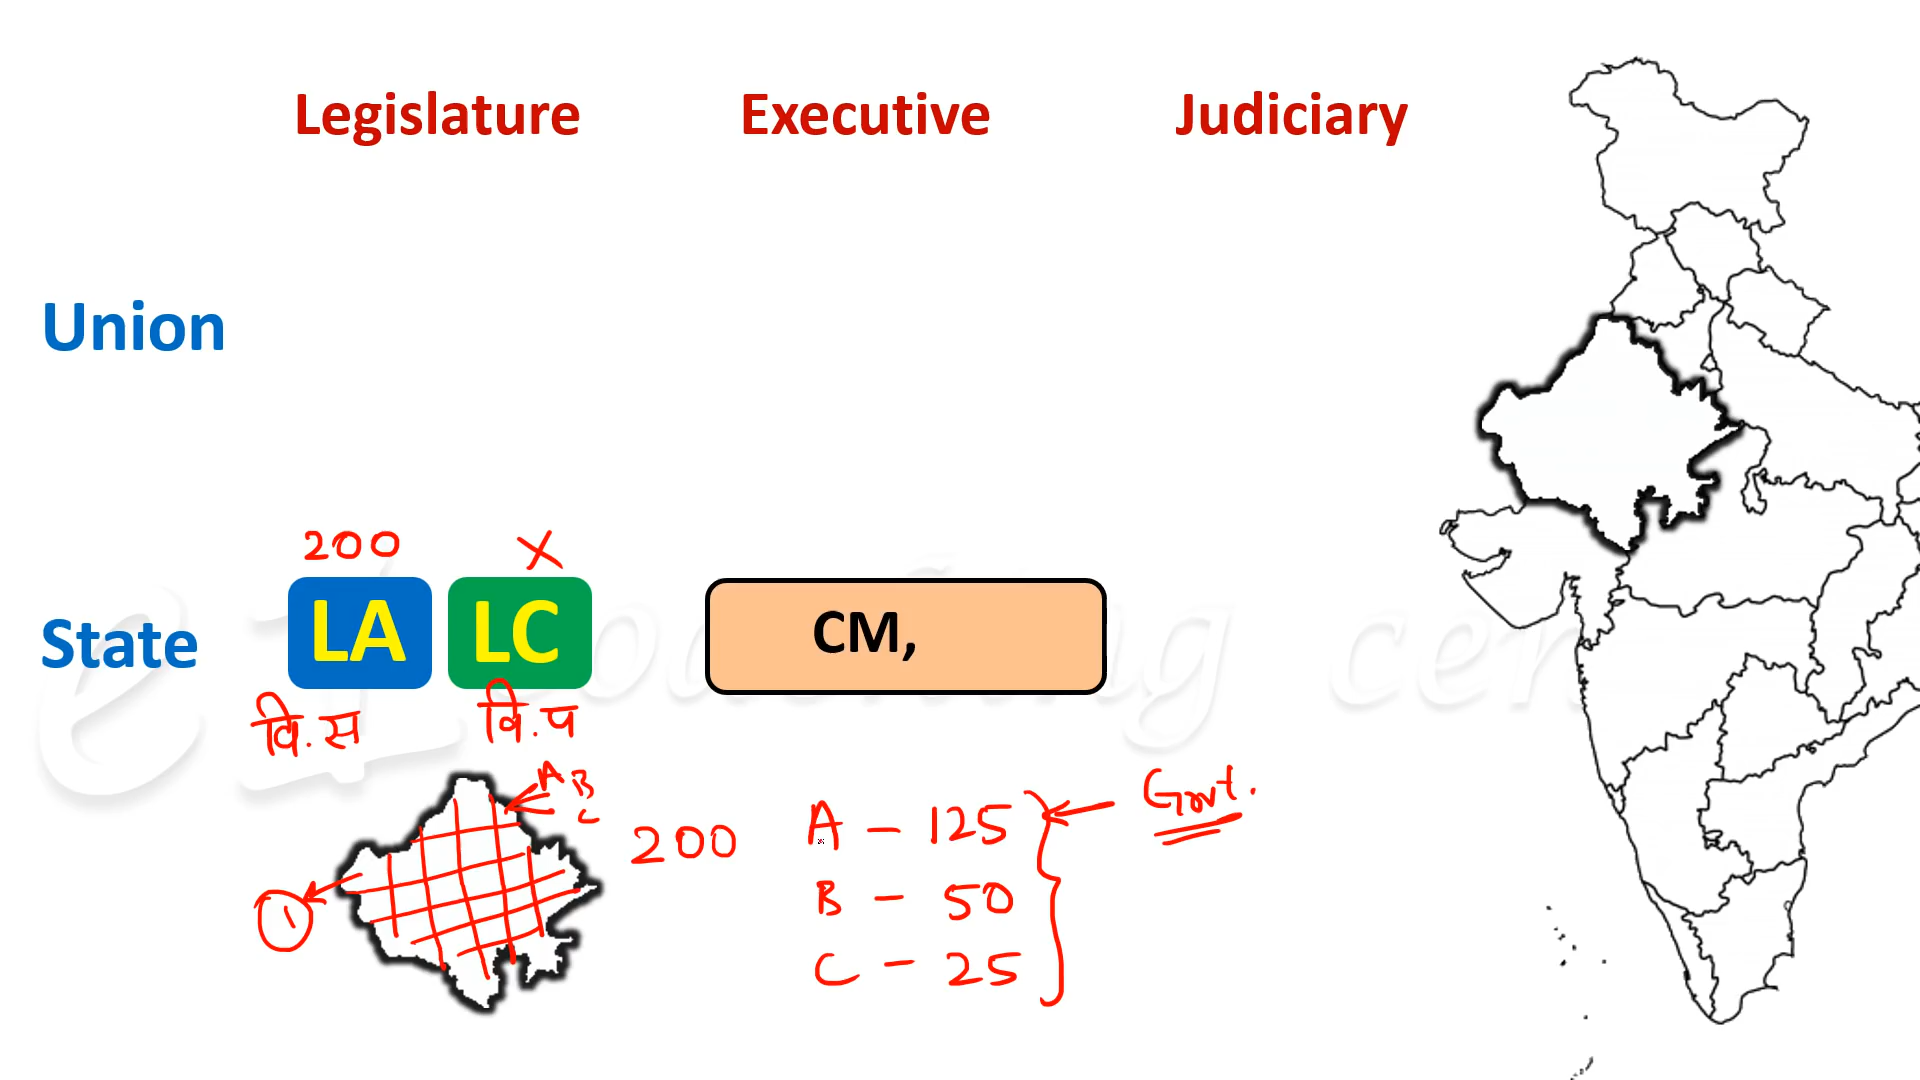 Legislature Executive Judiciary
Union
200 X
State LA LC CM,
वि.स वि.प
A B
C
200
A - 125
B - 50
C - 25
Govt.
1